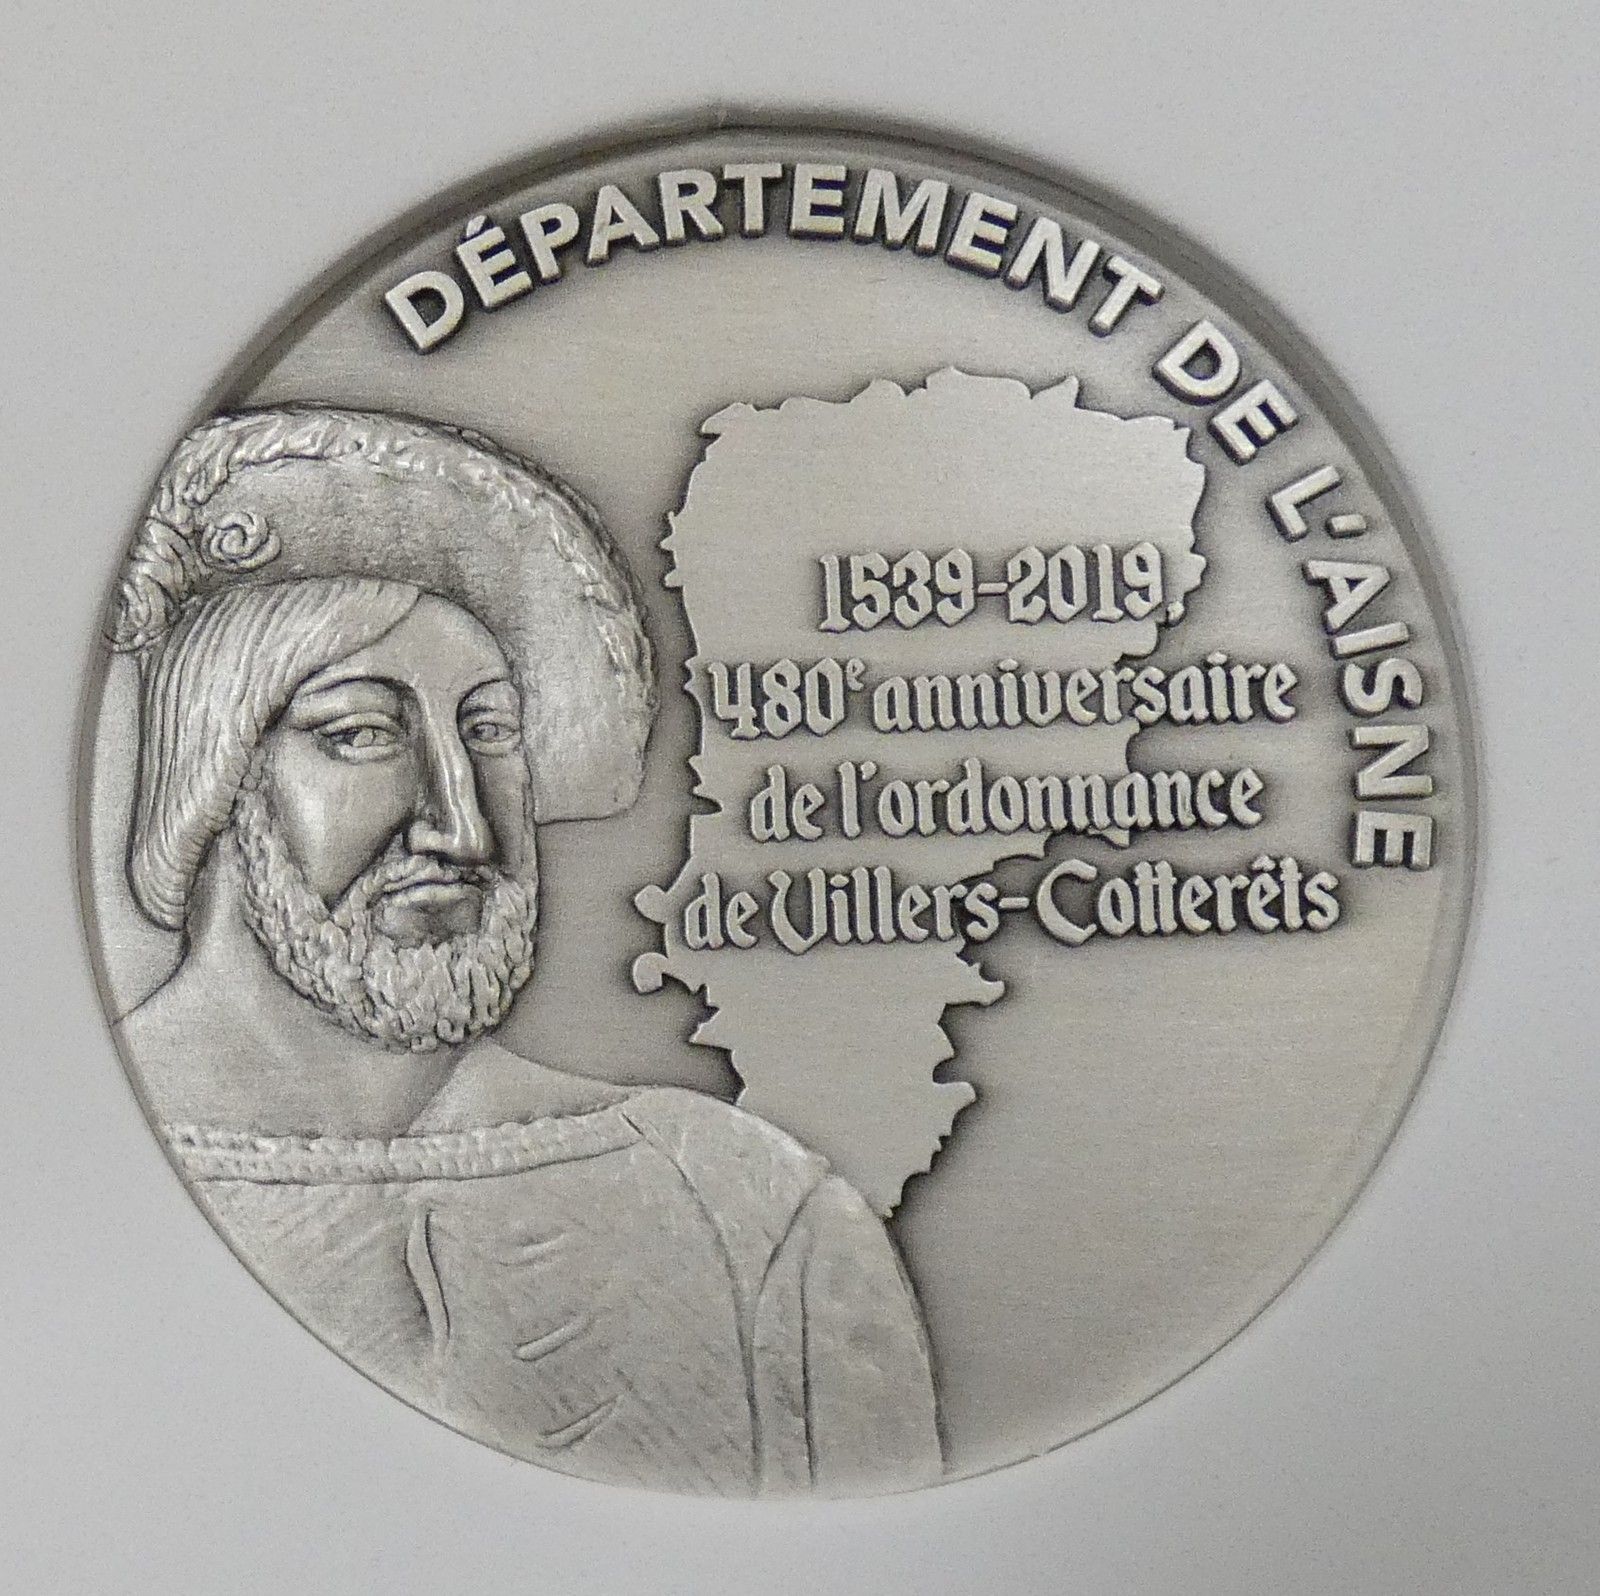 DÉPARTEMENT DE L'AISNE
1539-2019,
480e anniversaire
de l'ordonnance
de Villers-Cotterêts